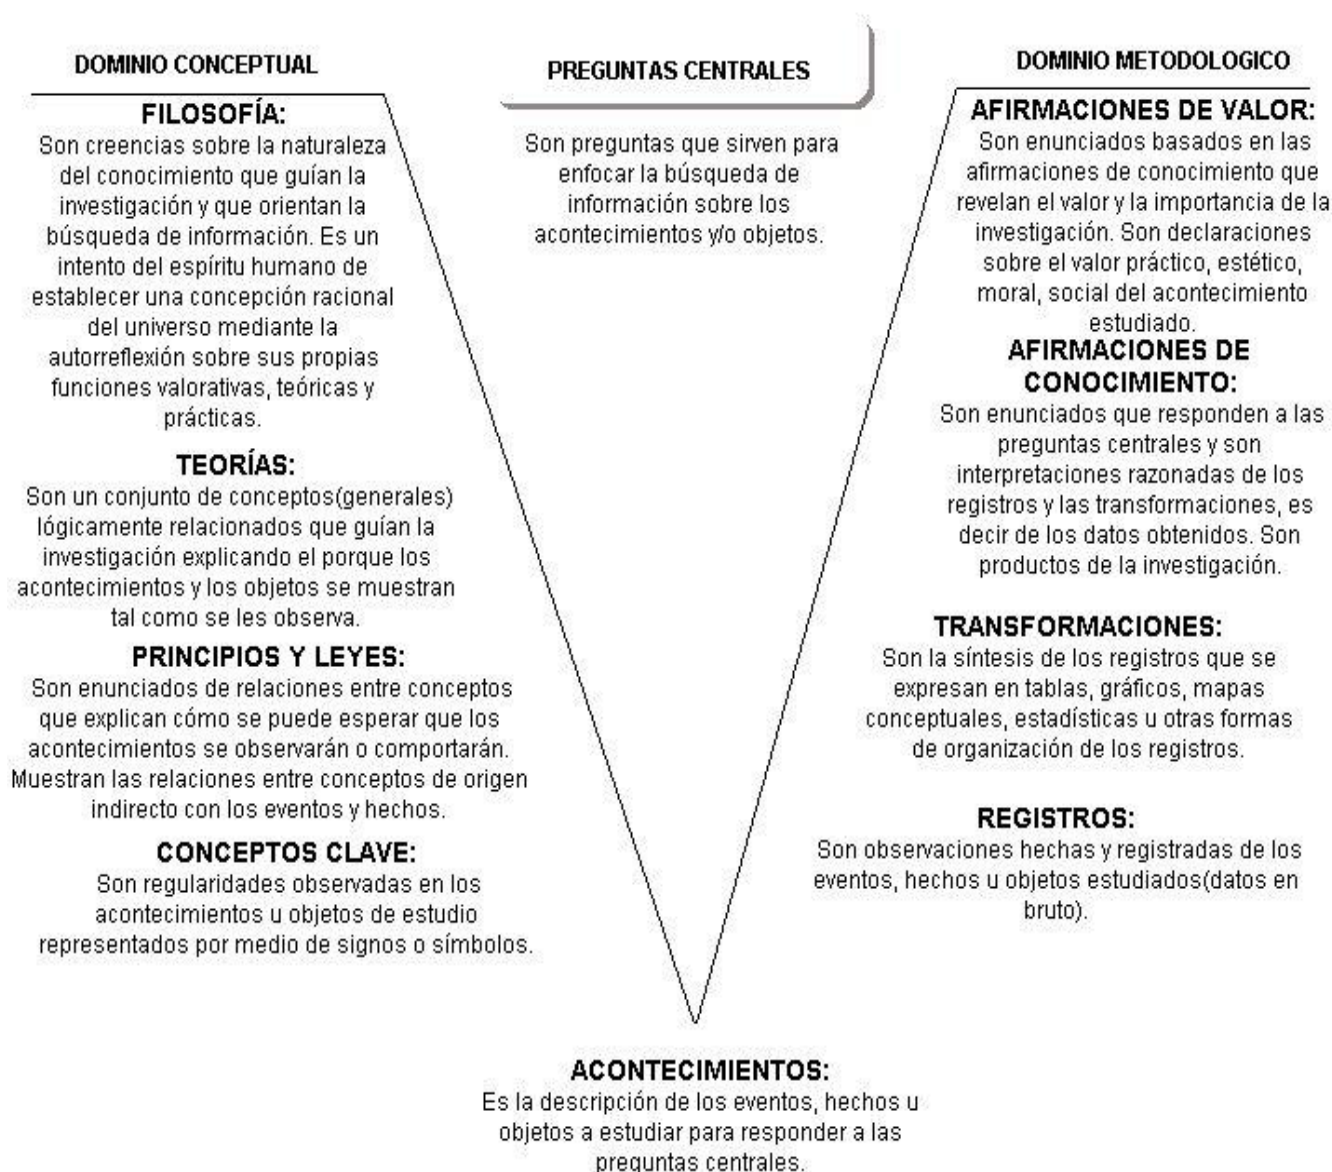 DOMINIO CONCEPTUAL
FILOSOFÍA:
Son creencias sobre la naturaleza
del conocimiento que guían la
investigación y que orientan la
búsqueda de información. Es un
intento del espíritu humano de
establecer una concepción racional
del universo mediante la
autorreflexión sobre sus propias
funciones valorativas, teóricas y
prácticas.
TEORÍAS:
Son un conjunto de conceptos(generales)
lógicamente relacionados que guían la
investigación explicando el porque los
acontecimientos y los objetos se muestran
tal como se les observa.
PRINCIPIOS Y LEYES:
Son enunciados de relaciones entre conceptos
que explican cómo se puede esperar que los
acontecimientos se observarán o comportarán.
Muestran las relaciones entre conceptos de origen
indirecto con los eventos y hechos.
CONCEPTOS CLAVE:
Son regularidades observadas en los
acontecimientos u objetos de estudio
representados por medio de signos o símbolos.
PREGUNTAS CENTRALES
Son preguntas que sirven para
enfocar la búsqueda de
información sobre los
acontecimientos y/o objetos.
DOMINIO METODOLOGICO
AFIRMACIONES DE VALOR:
Son enunciados basados en las
afirmaciones de conocimiento que
revelan el valor y la importancia de la
investigación. Son declaraciones
sobre el valor práctico, estético,
moral, social del acontecimiento
estudiado.
AFIRMACIONES DE
CONOCIMIENTO:
Son enunciados que responden a las
preguntas centrales y son
interpretaciones razonadas de los
registros y las transformaciones, es
decir de los datos obtenidos. Son
productos de la investigación.
TRANSFORMACIONES:
Son la síntesis de los registros que se
expresan en tablas, gráficos, mapas
conceptuales, estadísticas u otras formas
de organización de los registros.
REGISTROS:
Son observaciones hechas y registradas de los
eventos, hechos u objetos estudiados(datos en
bruto).
ACONTECIMIENTOS:
Es la descripción de los eventos, hechos u
objetos a estudiar para responder a las
preguntas centrales.